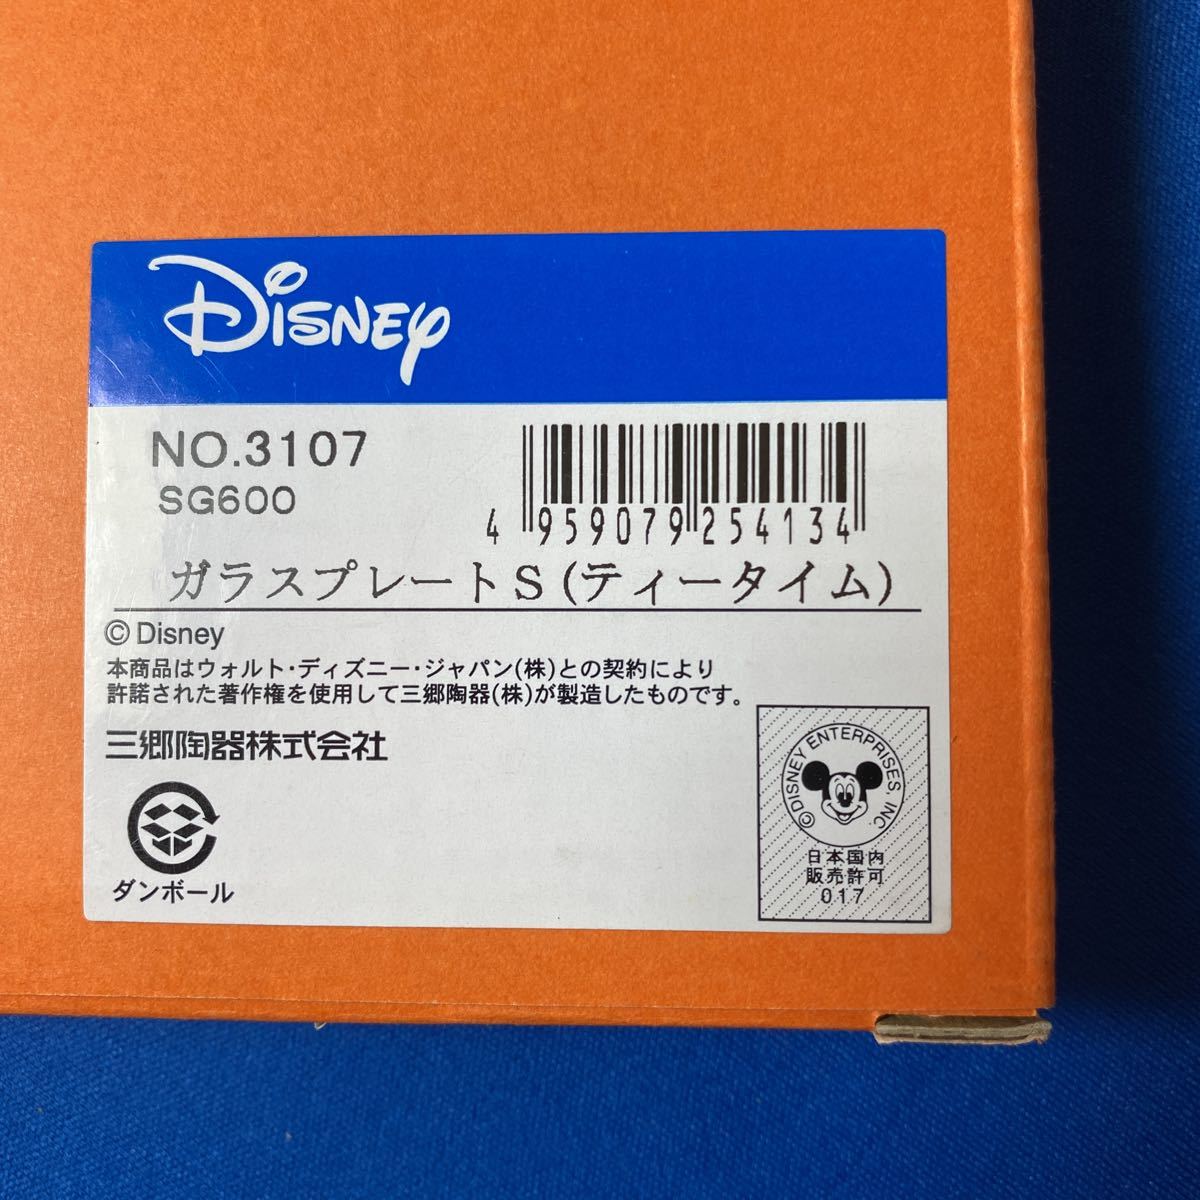 Disney
NO.3107
SG600
4 959079 254134
ガラスプレートS(ティータイム)
© Disney
本商品はウォルト・ディズニー・ジャパン(株)との契約により
許諾された著作権を使用して三郷陶器(株)が製造したものです。
三郷陶器株式会社
ダンボール
©DISNEY ENTERPRISES, INC.
日本国内
販売許可
017